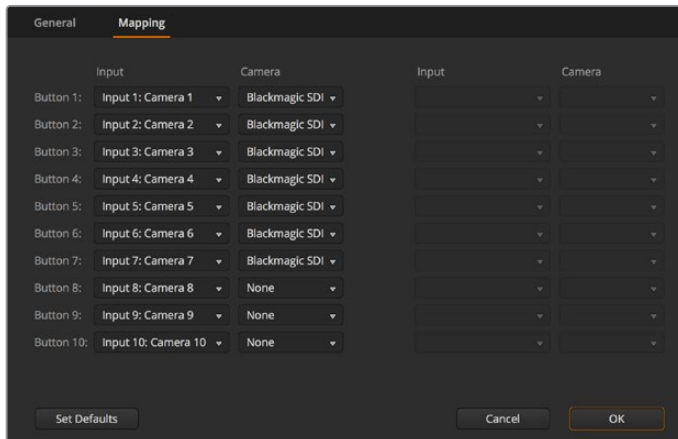 General Mapping
Input Camera Input Camera
Button 1: Input 1: Camera 1 Blackmagic SDI
Button 2: Input 2: Camera 2 Blackmagic SDI
Button 3: Input 3: Camera 3 Blackmagic SDI
Button 4: Input 4: Camera 4 Blackmagic SDI
Button 5: Input 5: Camera 5 Blackmagic SDI
Button 6: Input 6: Camera 6 Blackmagic SDI
Button 7: Input 7: Camera 7 Blackmagic SDI
Button 8: Input 8: Camera 8 None
Button 9: Input 9: Camera 9 None
Button 10: Input 10: Camera 10 None
Set Defaults Cancel OK